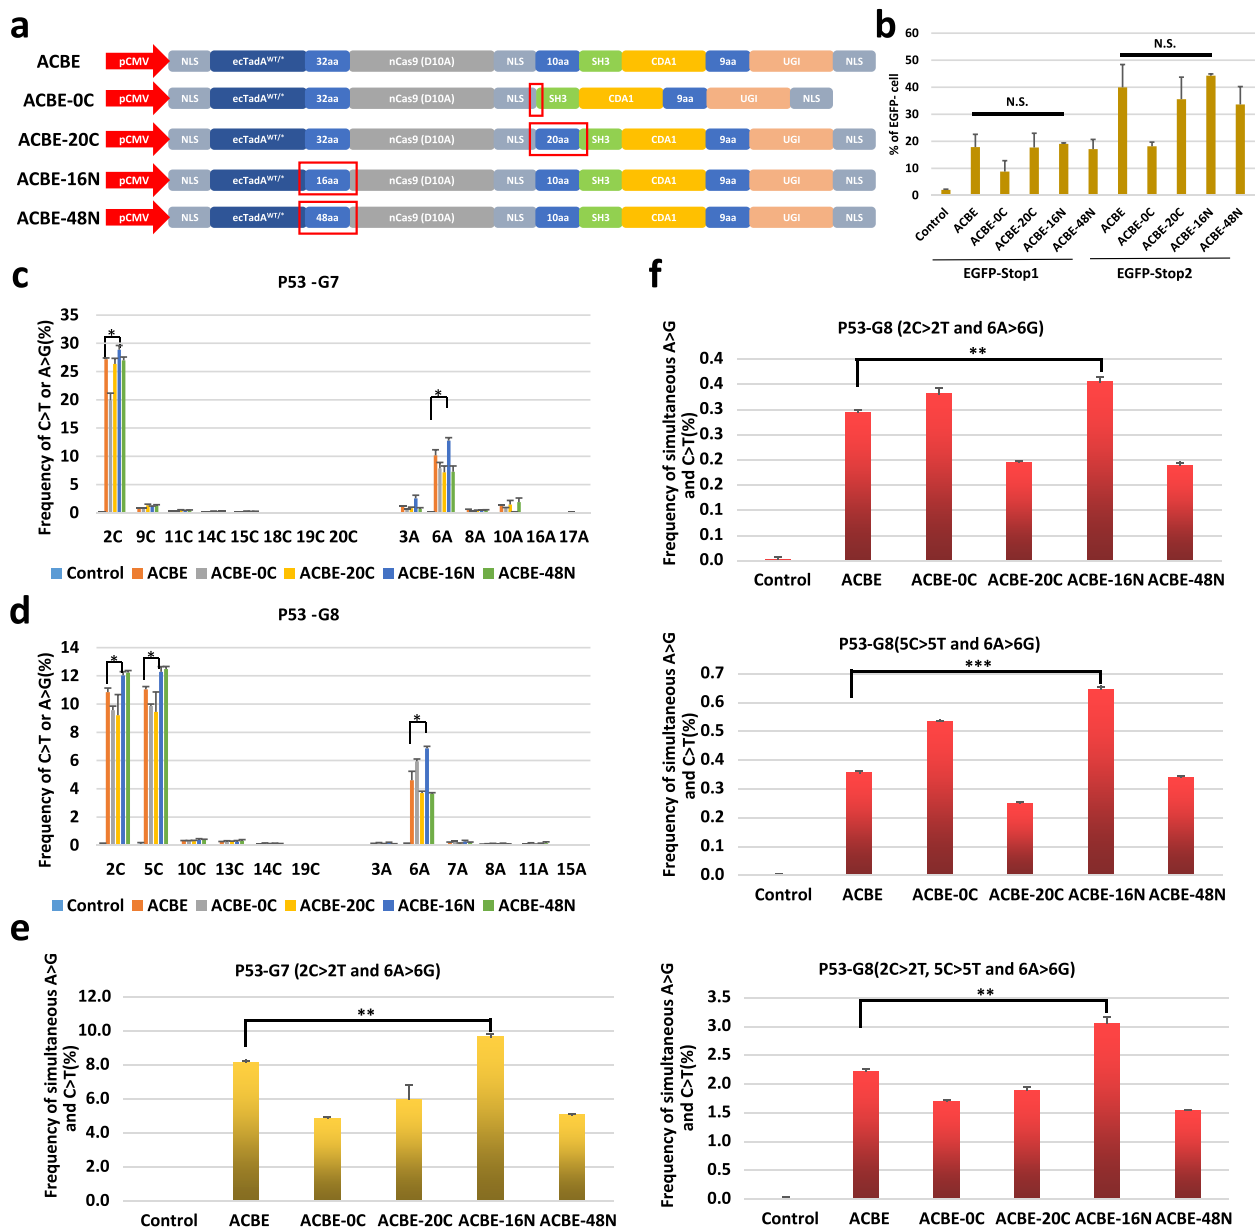 a
ACBE pCMV NLS ecTadAWT/* 32aa nCas9 (D10A) NLS 10aa SH3 CDA1 9aa UGI NLS
ACBE-0C pCMV NLS ecTadAWT/* 32aa nCas9 (D10A) NLS SH3 CDA1 9aa UGI NLS
ACBE-20C pCMV NLS ecTadAWT/* 32aa nCas9 (D10A) NLS 20aa SH3 CDA1 9aa UGI NLS
ACBE-16N pCMV NLS ecTadAWT/* 16aa nCas9 (D10A) NLS 10aa SH3 CDA1 9aa UGI NLS
ACBE-48N pCMV NLS ecTadAWT/* 48aa nCas9 (D10A) NLS 10aa SH3 CDA1 9aa UGI NLS
b
% of EGFP- cell
60
50
40
30
20
10
0
N.S.
N.S.
Control ACBE ACBE-0C ACBE-20C ACBE-16N ACBE-48N ACBE ACBE-0C ACBE-20C ACBE-16N ACBE-48N
EGFP-Stop1 EGFP-Stop2
c
P53 -G7
Frequency of C>T or A>G(%)
35
30
25
20
15
10
5
0
*
*
2C 9C 11C 14C 15C 18C 19C 20C 3A 6A 8A 10A 16A 17A
Control ACBE ACBE-0C ACBE-20C ACBE-16N ACBE-48N
d
P53 -G8
Frequency of C>T or A>G(%)
14
12
10
8
6
4
2
0
* *
*
2C 5C 10C 13C 14C 19C 3A 6A 7A 8A 11A 15A
Control ACBE ACBE-0C ACBE-20C ACBE-16N ACBE-48N
e
P53-G7 (2C>2T and 6A>6G)
Frequency of simultaneous A>G
and C>T(%)
12.0
10.0
8.0
6.0
4.0
2.0
0.0
**
Control ACBE ACBE-0C ACBE-20C ACBE-16N ACBE-48N
f
P53-G8 (2C>2T and 6A>6G)
Frequency of simultaneous A>G
and C>T(%)
0.4
0.4
0.3
0.3
0.2
0.2
0.1
0.1
0.0
**
Control ACBE ACBE-0C ACBE-20C ACBE-16N ACBE-48N
P53-G8(5C>5T and 6A>6G)
Frequency of simultaneous A>G
and C>T(%)
0.7
0.6
0.5
0.4
0.3
0.2
0.1
0.0
***
Control ACBE ACBE-0C ACBE-20C ACBE-16N ACBE-48N
P53-G8(2C>2T, 5C>5T and 6A>6G)
Frequency of simultaneous A>G
and C>T(%)
3.5
3.0
2.5
2.0
1.5
1.0
0.5
0.0
**
Control ACBE ACBE-0C ACBE-20C ACBE-16N ACBE-48N